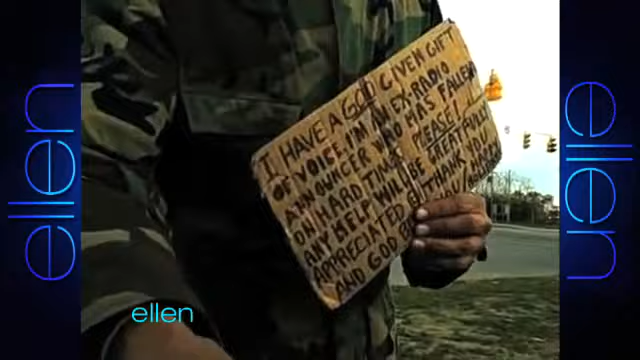 ellen
I HAVE A GOD GIVEN GIFT
OF VOICE. I'M AN EX-RADIO
ANNOUNCER WHO HAS FALLEN
ON HARD TIMES. PLEASE!
ANY HELP WILL BE GREATFULLY
APPRECIATED. THANK YOU
AND GOD YOU.
ellen
ellen